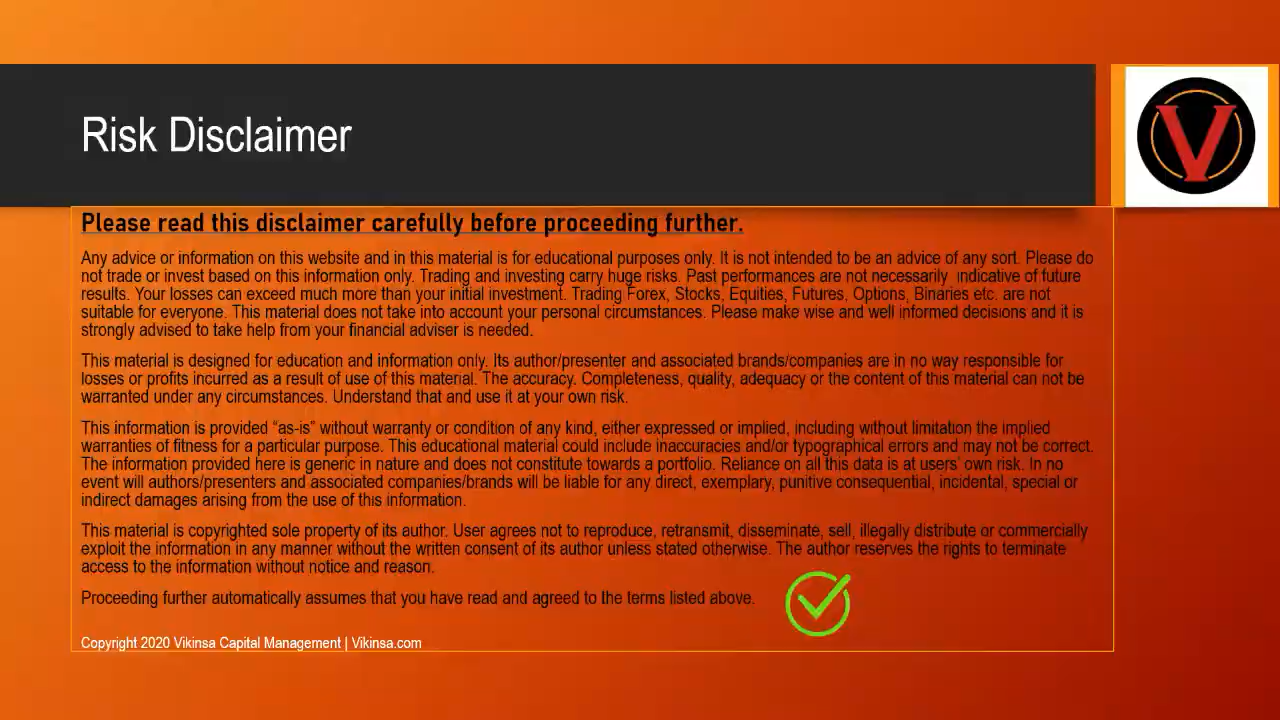 Risk Disclaimer
V
Please read this disclaimer carefully before proceeding further.
Any advice or information on this website and in this material is for educational purposes only. It is not intended to be an advice of any sort. Please do
not trade or invest based on this information only. Trading and investing carry huge risks. Past performances are not necessarily indicative of future
results. Your losses can exceed much more than your initial investment. Trading Forex, Stocks, Equities, Futures, Options, Binaries etc. are not
suitable for everyone. This material does not take into account your personal circumstances. Please make wise and well informed decisions and it is
strongly advised to take help from your financial adviser is needed.
This material is designed for education and information only. Its author/presenter and associated brands/companies are in no way responsible for
losses or profits incurred as a result of use of this material. The accuracy. Completeness, quality, adequacy or the content of this material can not be
warranted under any circumstances. Understand that and use it at your own risk.
This information is provided “as-is” without warranty or condition of any kind, either expressed or implied, including without limitation the implied
warranties of fitness for a particular purpose. This educational material could include inaccuracies and/or typographical errors and may not be correct.
The information provided here is generic in nature and does not constitute towards a portfolio. Reliance on all this data is at users’ own risk. In no
event will authors/presenters and associated companies/brands will be liable for any direct, exemplary, punitive consequential, incidental, special or
indirect damages arising from the use of this information.
This material is copyrighted sole property of its author. User agrees not to reproduce, retransmit, disseminate, sell, illegally distribute or commercially
exploit the information in any manner without the written consent of its author unless stated otherwise. The author reserves the rights to terminate
access to the information without notice and reason.
Proceeding further automatically assumes that you have read and agreed to the terms listed above.
Copyright 2020 Vikinsa Capital Management | Vikinsa.com